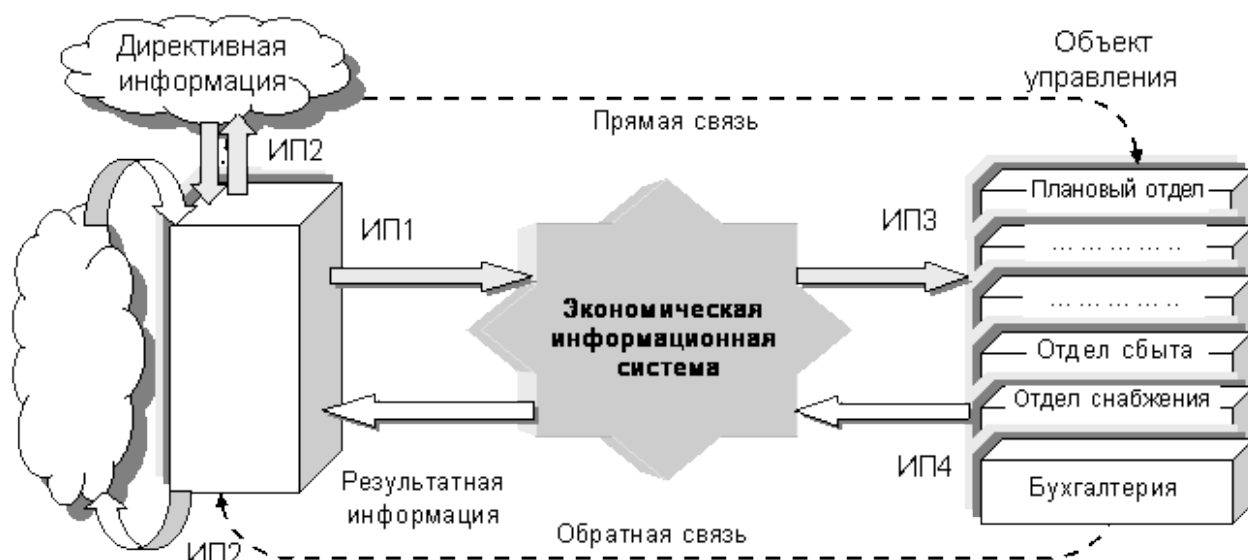 Директивная
информация
Объект
управления
Прямая связь
ИП2
Плановый отдел
ИП1
ИП3
… … … … ..
… … … … ..
Экономическая
информационная
система
Отдел сбыта
Отдел снабжения
ИП4
Бухгалтерия
Результатная
информация
Обратная связь
ИП2